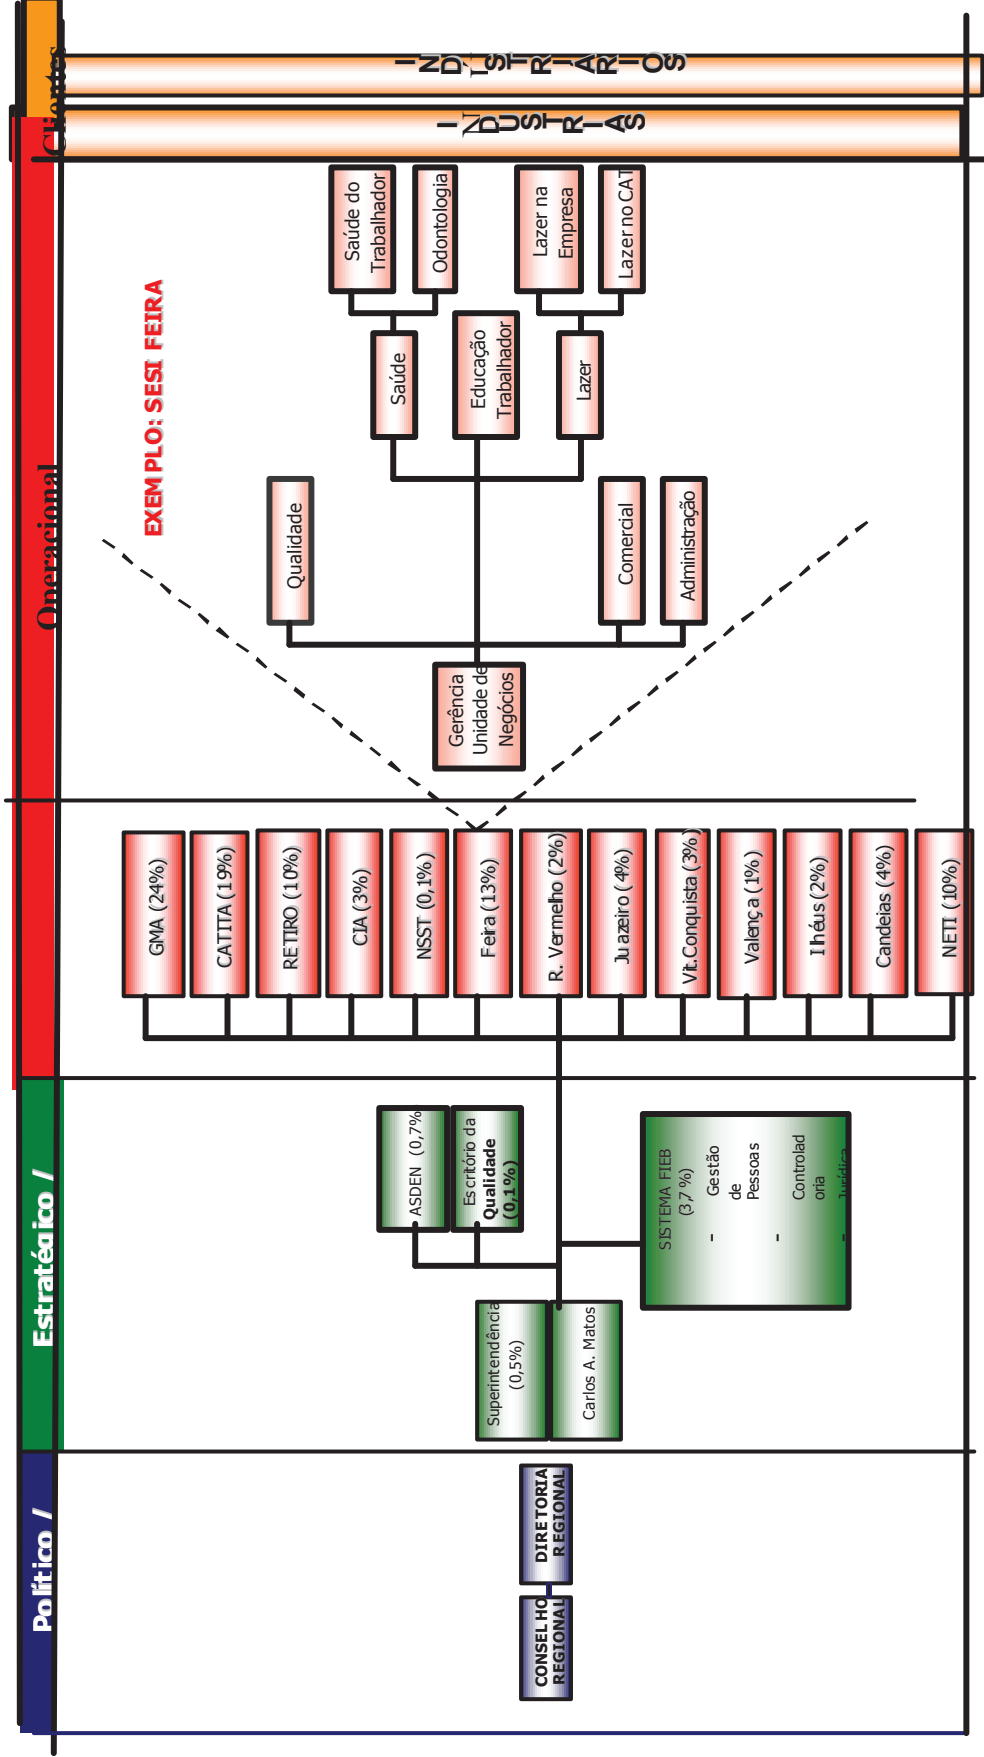 Político /
Estratégico /
Operacional
Clientes
CONSELHO
REGIONAL
DIRETORIA
REGIONAL
Superintendência
(0,5%)
Carlos A. Matos
ASDEN (0,7%
Escritório da
Qualidade
(0,1%)
SISTEMA FIEB
(3,7 %)
- Gestão
de
Pessoas
- Controlad
oria
- Jurídica
GMA (24%)
CATITA (19%)
RETIRO (10%)
CIA (3%)
NSST (0,1%)
Feira (13%)
R. Vermelho (2%)
Juazeiro (4%)
Vit.Conquista (3%)
Valença (1%)
Ilhéus (2%)
Candeias (4%)
NETI (10%)
EXEMPLO: SESI FEIRA
Gerência
Unidade de
Negócios
Qualidade
Comercial
Administração
Saúde
Educação
Trabalhador
Lazer
Saúde do
Trabalhador
Odontologia
Lazer na
Empresa
Lazer no CAT
INDUSTRIAS
INDÚSTRIÁRIOS